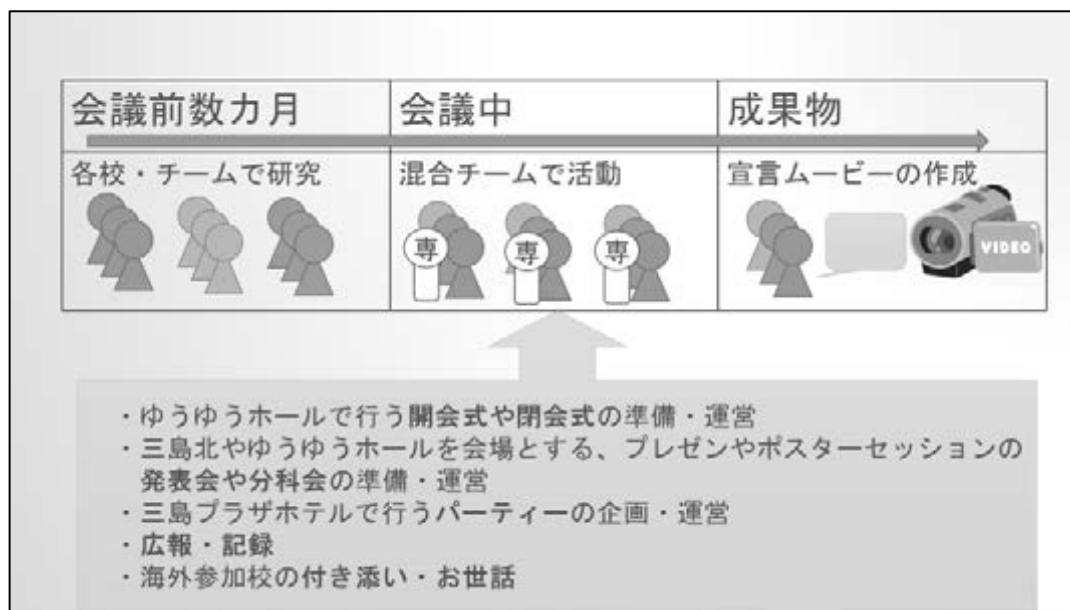 会議前数カ月
会議中
成果物
各校・チームで研究
混合チームで活動
宣言ムービーの作成
専
専
専
VIDEO
・ゆうゆうホールで行う開会式や閉会式の準備・運営
・三島北やゆうゆうホールを会場とする、プレゼンやポスターセッションの
発表会や分科会の準備・運営
・三島プラザホテルで行うパーティーの企画・運営
・広報・記録
・海外参加校の付き添い・お世話